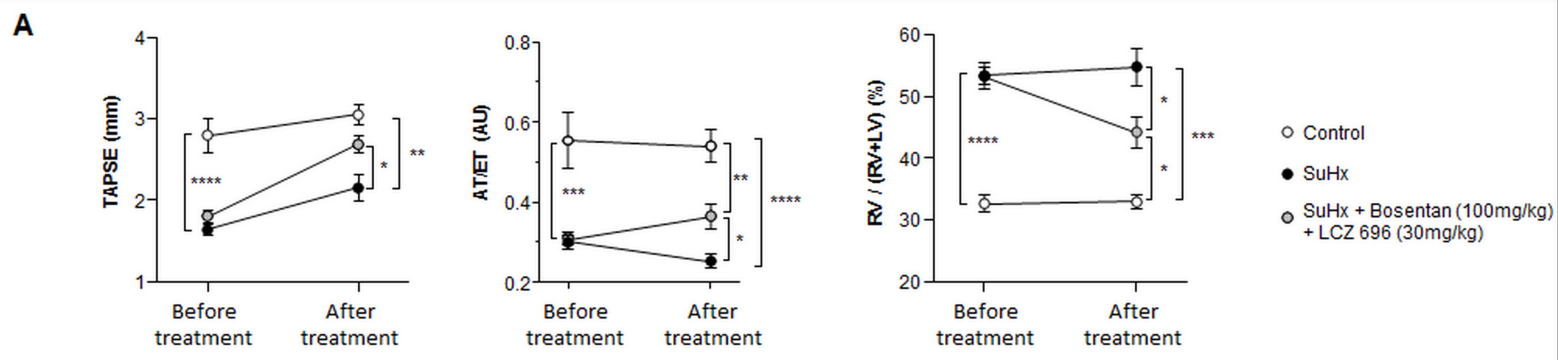 A
TAPSE (mm)
4
3
2
1
****
*
**
Before
treatment
After
treatment
AT/ET (AU)
0.8
0.6
0.4
0.2
***
**
*
****
Before
treatment
After
treatment
RV / (RV+LV) (%)
60
50
40
30
20
****
*
*
***
Before
treatment
After
treatment
Control
SuHx
SuHx + Bosentan (100mg/kg)
+ LCZ 696 (30mg/kg)